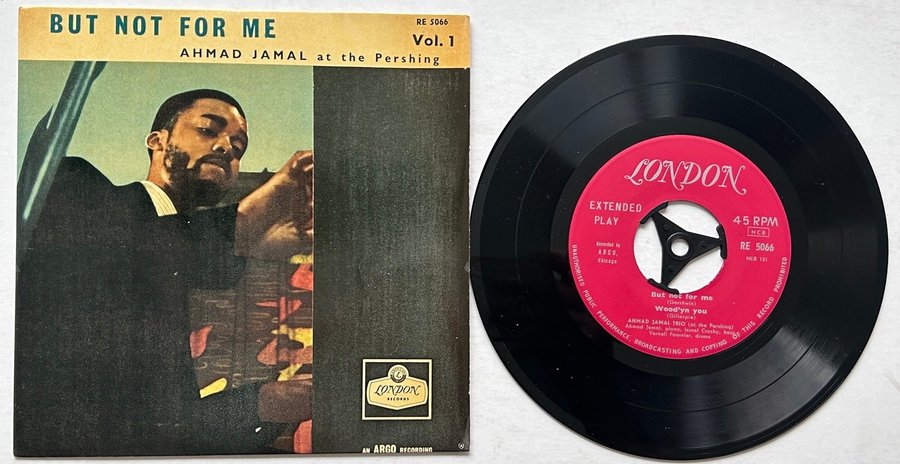 BUT NOT FOR ME
RE 5066
Vol. 1
AHMAD JAMAL at the Pershing
LONDON
RECORDS
AN ARGO RECORDING
LONDON
EXTENDED
PLAY
45 RPM
NCB
Recorded by
ARGO,
Chicago
RE 5066
MLB 131
But not for me
(Gershwin)
Wood'yn you
(Gillespie)
AHMAD JAMAL TRIO (at the Pershing)
Ahmad Jamal, piano, Israel Crosby, bass
Vernell Fournier, drums
UNAUTHORISED PUBLIC PERFORMANCE BROADCASTING AND COPYING OF THIS RECORD PROHIBITED